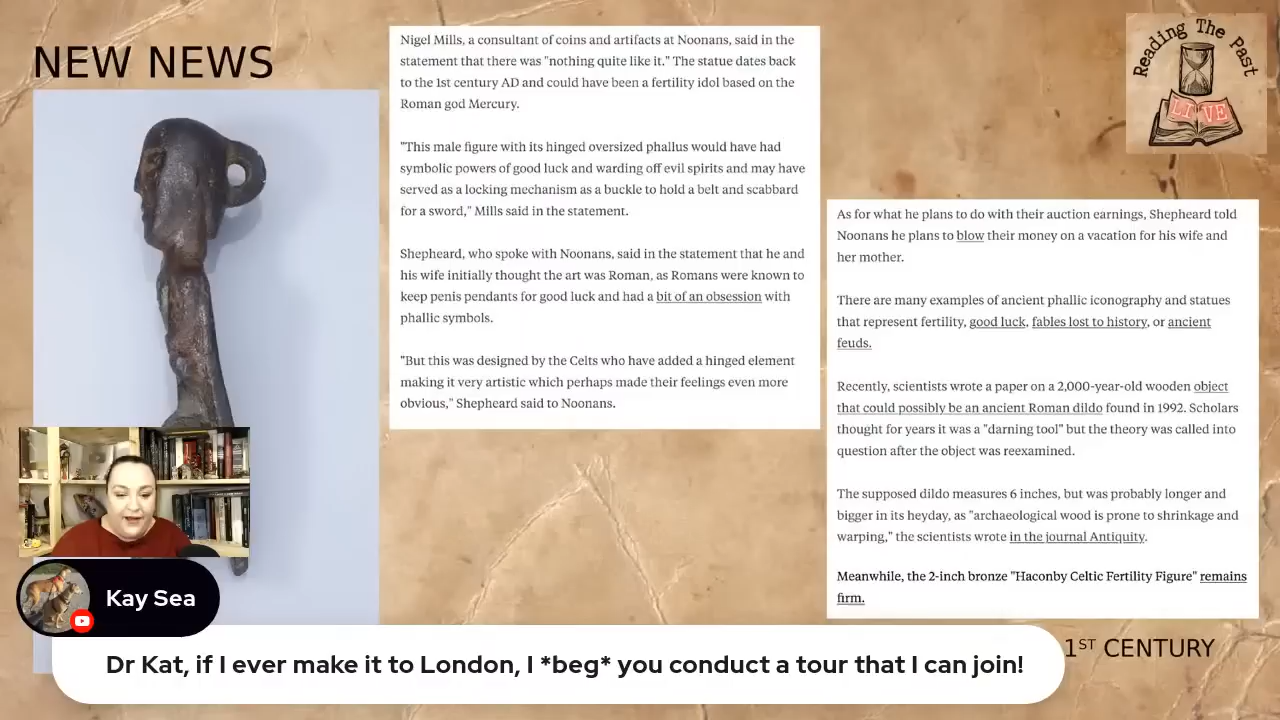 NEW NEWS
Nigel Mills, a consultant of coins and artifacts at Noonans, said in the
statement that there was "nothing quite like it." The statue dates back
to the 1st century AD and could have been a fertility idol based on the
Roman god Mercury.
"This male figure with its hinged oversized phallus would have had
symbolic powers of good luck and warding off evil spirits and may have
served as a locking mechanism as a buckle to hold a belt and scabbard
for a sword," Mills said in the statement.
Shepheard, who spoke with Noonans, said in the statement that he and
his wife initially thought the art was Roman, as Romans were known to
keep penis pendants for good luck and had a bit of an obsession with
phallic symbols.
"But this was designed by the Celts who have added a hinged element
making it very artistic which perhaps made their feelings even more
obvious," Shepheard said to Noonans.
Reading The Past
LIVE
As for what he plans to do with their auction earnings, Shepheard told
Noonans he plans to blow their money on a vacation for his wife and
her mother.
There are many examples of ancient phallic iconography and statues
that represent fertility, good luck, fables lost to history, or ancient
feuds.
Recently, scientists wrote a paper on a 2,000-year-old wooden object
that could possibly be an ancient Roman dildo found in 1992. Scholars
thought for years it was a "darning tool" but the theory was called into
question after the object was reexamined.
The supposed dildo measures 6 inches, but was probably longer and
bigger in its heyday, as "archaeological wood is prone to shrinkage and
warping," the scientists wrote in the journal Antiquity.
Meanwhile, the 2-inch bronze "Haconby Celtic Fertility Figure" remains
firm.
1ST CENTURY
Kay Sea
Dr Kat, if I ever make it to London, I *beg* you conduct a tour that I can join!